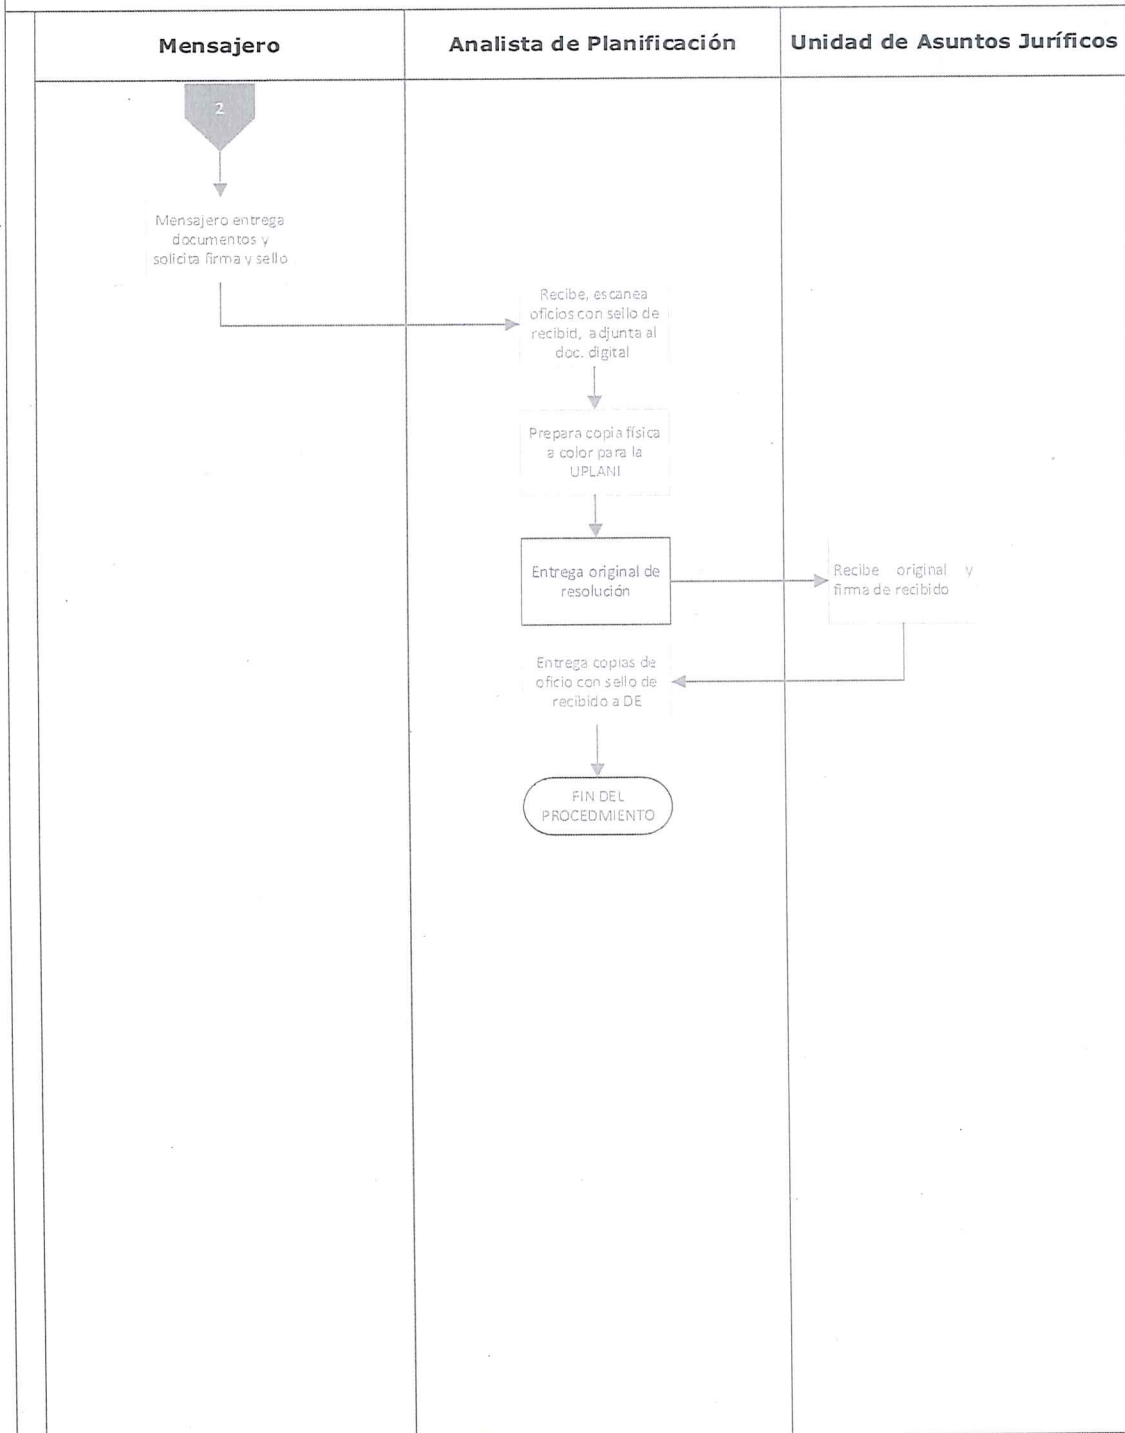 Mensajero
Analista de Planificación
Unidad de Asuntos Juríficos
2
Mensajero entrega
documentos y
solicita firma y sello
Recibe, escanea
oficios con sello de
recibid, adjunta al
doc. digital
Prepara copia física
a color para la
UPLANI
Entrega original de
resolución
Recibe original y
firma de recibido
Entrega copias de
oficio con sello de
recibido a DE
FIN DEL
PROCEDMIENTO